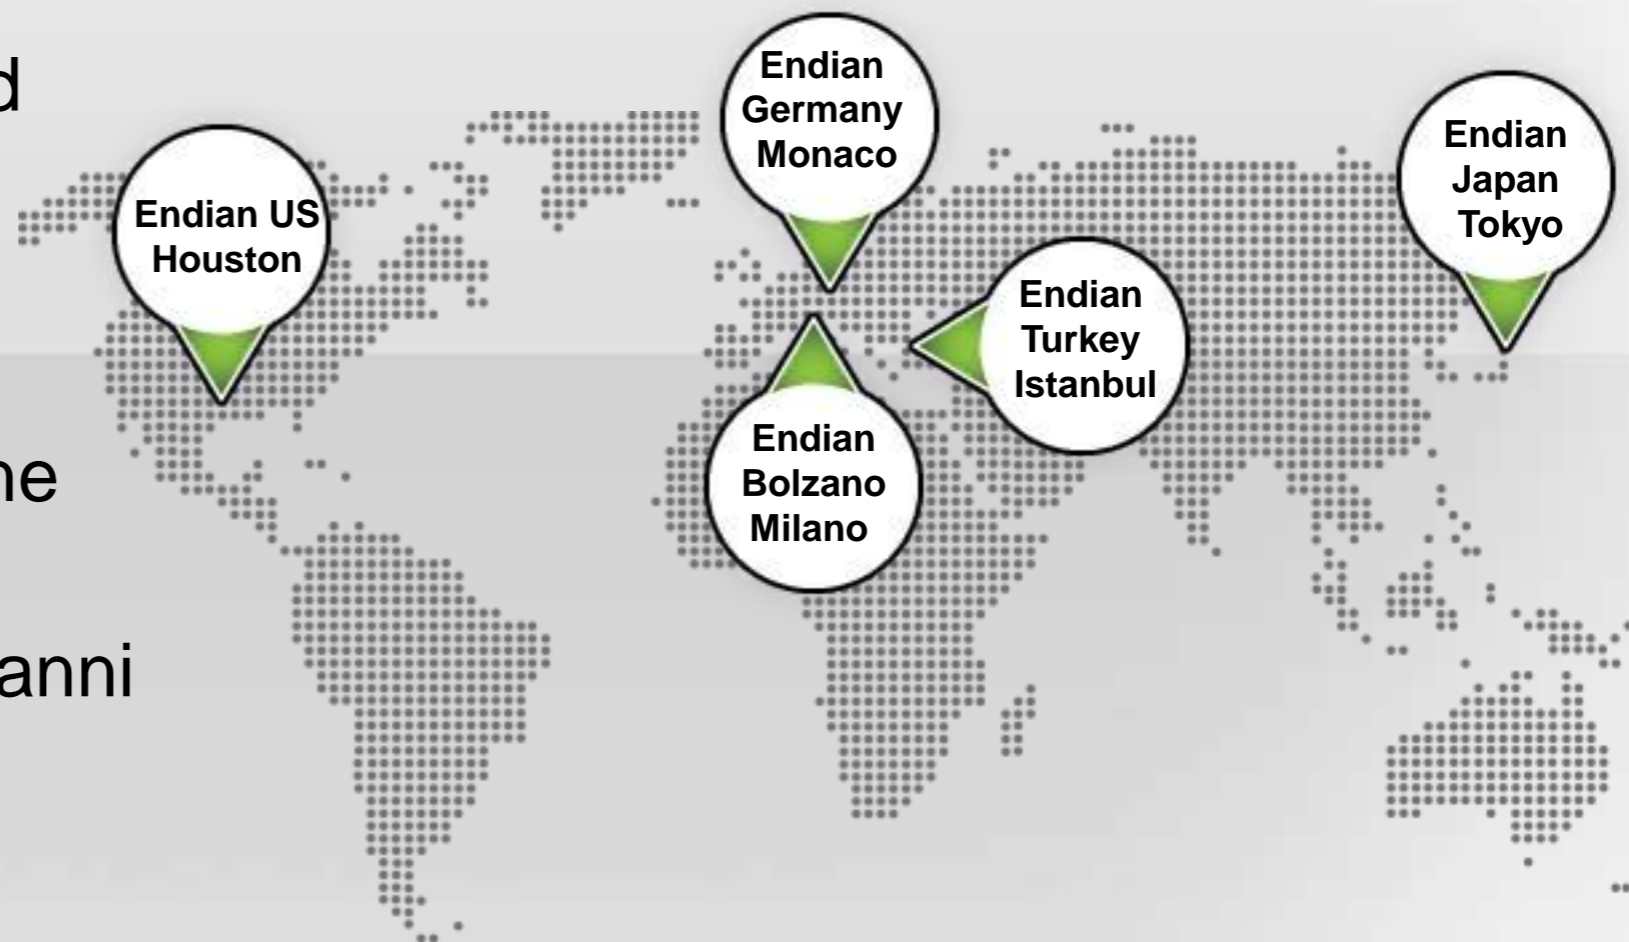 d
ne
anni
Endian US
Houston
Endian
Germany
Monaco
Endian
Bolzano
Milano
Endian
Turkey
Istanbul
Endian
Japan
Tokyo